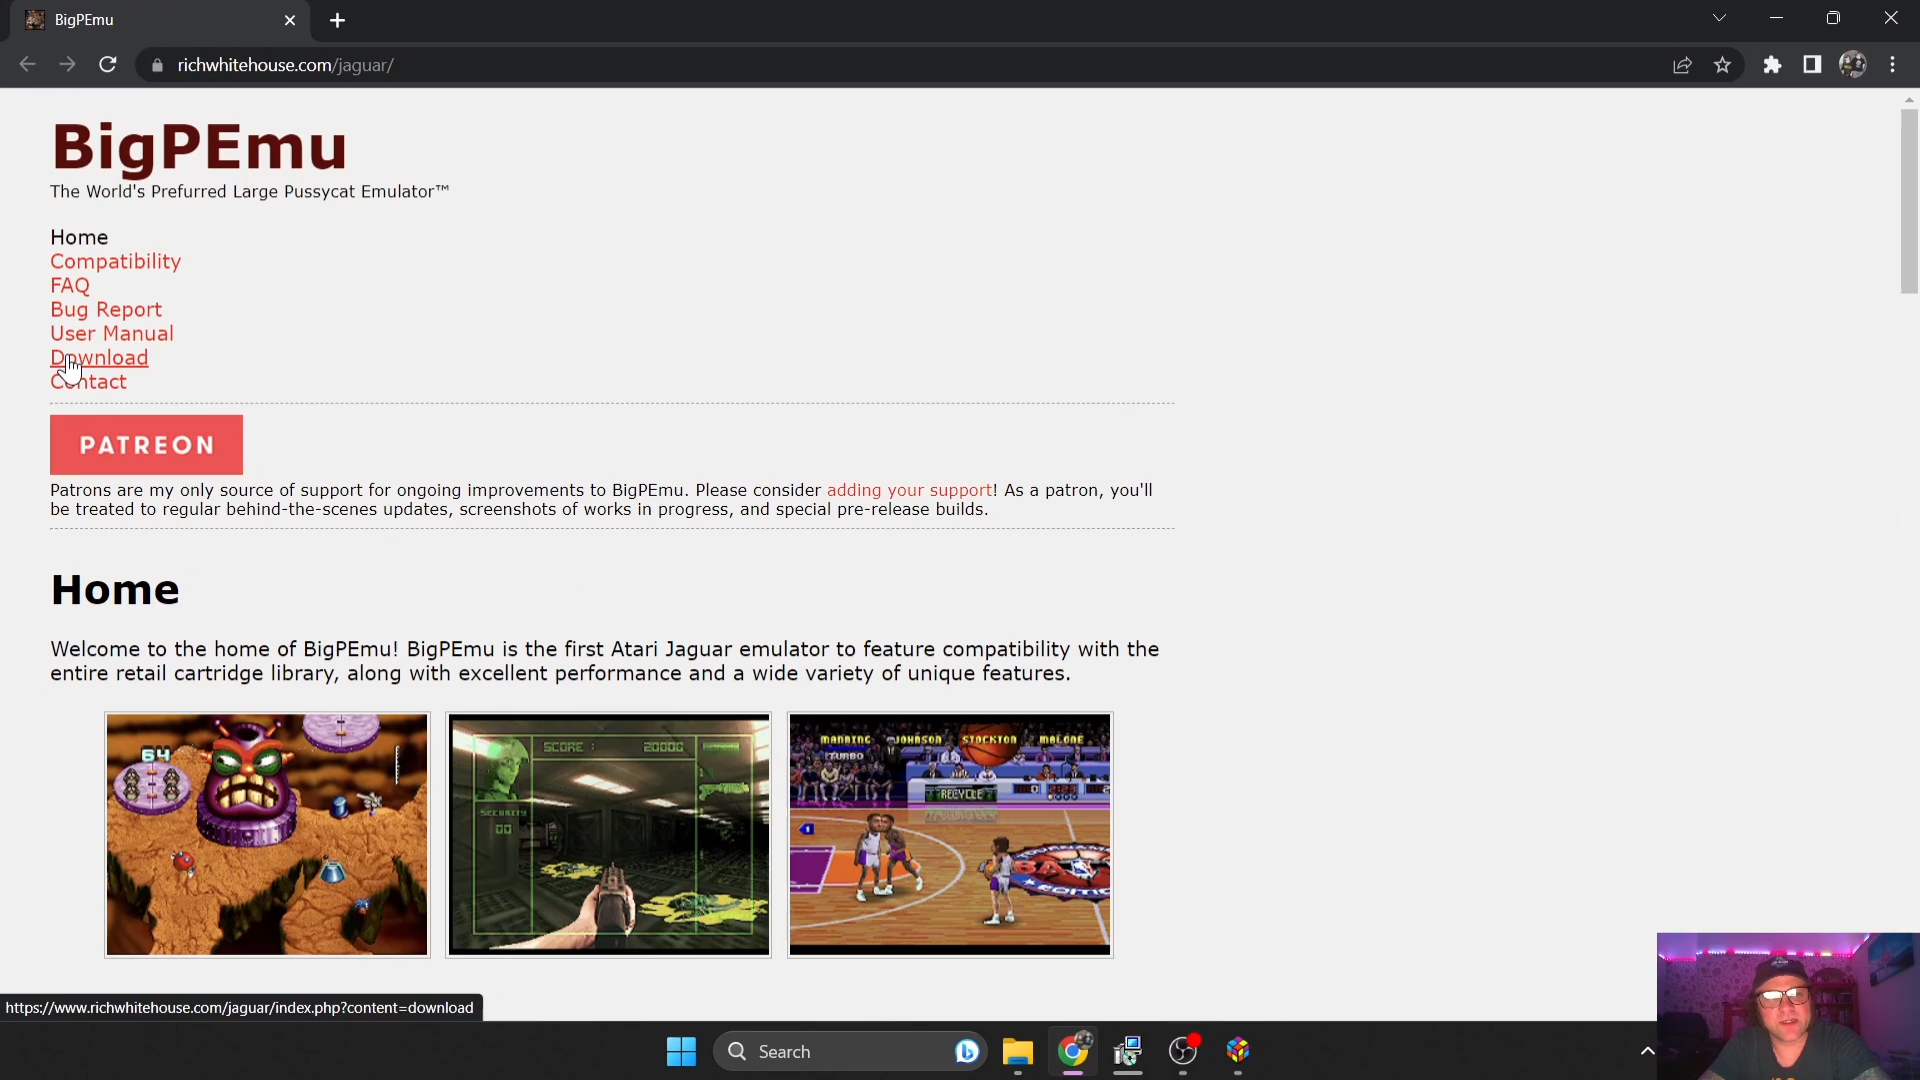 BigPEmu
richwhitehouse.com/jaguar/
BigPEmu
The World's Prefurred Large Pussycat Emulator™
Home
Compatibility
FAQ
Bug Report
User Manual
Download
Contact
PATREON
Patrons are my only source of support for ongoing improvements to BigPEmu. Please consider adding your support! As a patron, you'll
be treated to regular behind-the-scenes updates, screenshots of works in progress, and special pre-release builds.
Home
Welcome to the home of BigPEmu! BigPEmu is the first Atari Jaguar emulator to feature compatibility with the
entire retail cartridge library, along with excellent performance and a wide variety of unique features.
64
SCORE : 20000
SECURITY
00
MANNING JOHNSON STOCKTON MALONE
TURBO
RECYCLE
https://www.richwhitehouse.com/jaguar/index.php?content=download
Search